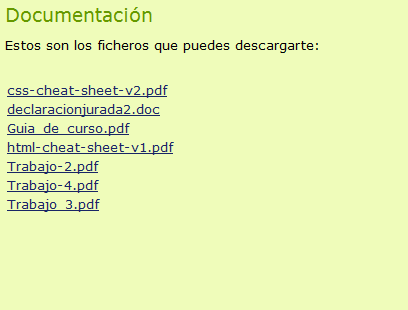 Documentación
Estos son los ficheros que puedes descargarte:
css-cheat-sheet-v2.pdf
declaracionjurada2.doc
Guia_de_curso.pdf
html-cheat-sheet-v1.pdf
Trabajo-2.pdf
Trabajo-4.pdf
Trabajo_3.pdf